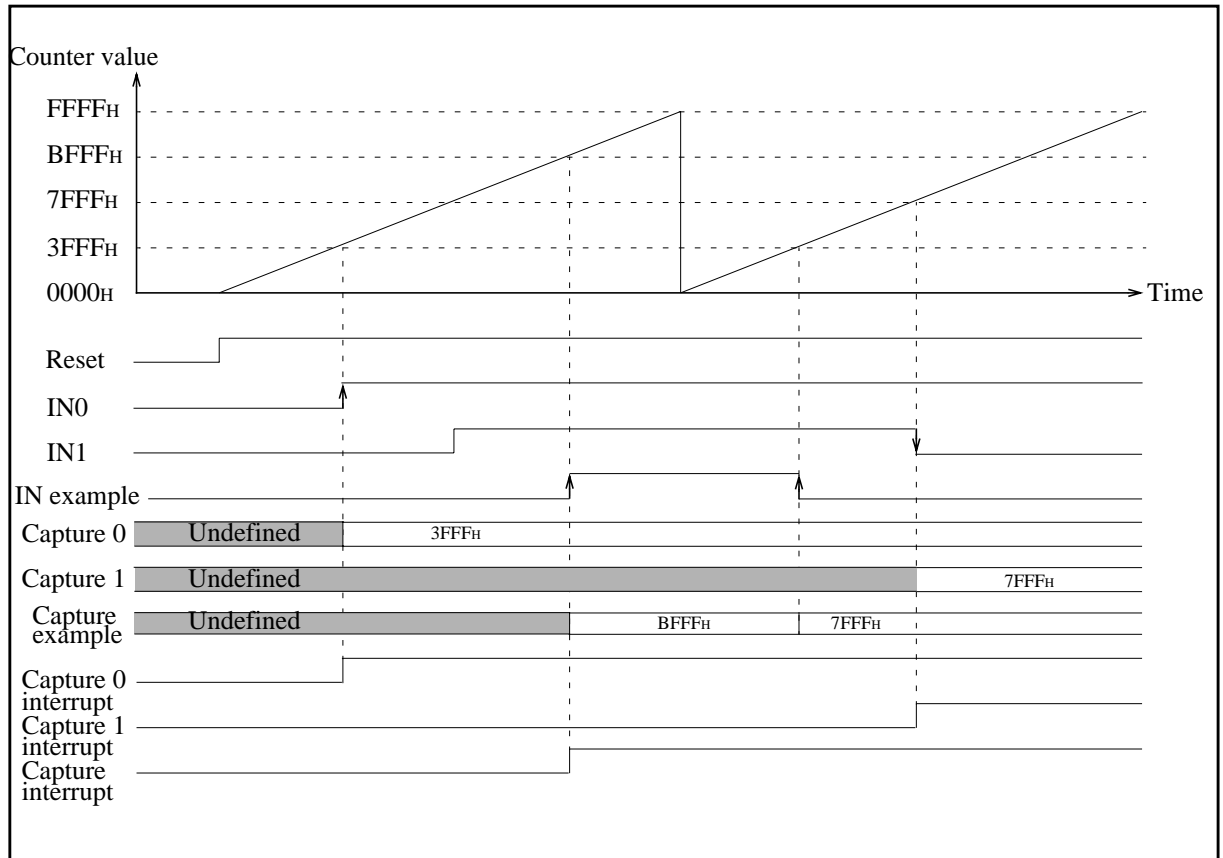 Counter value
FFFFH
BFFFH
7FFFH
3FFFH
0000H
Time
Reset
IN0
IN1
IN example
Capture 0 Undefined 3FFFH
Capture 1 Undefined 7FFFH
Capture
example
Undefined BFFFH 7FFFH
Capture 0
interrupt
Capture 1
interrupt
Capture
interrupt